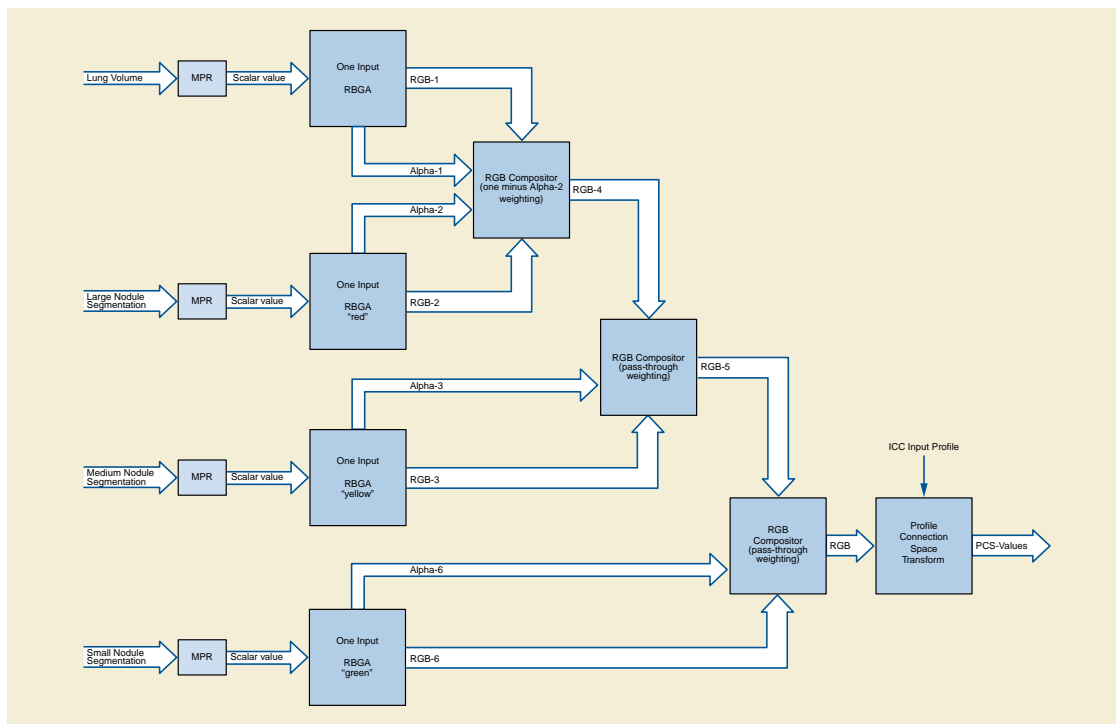 Lung Volume
MPR
Scalar value
One Input
RBGA
RGB-1
Alpha-1
RGB Compositor
(one minus Alpha-2
weighting)
RGB-4
Alpha-2
Large Nodule
Segmentation
MPR
Scalar value
One Input
RBGA
“red”
RGB-2
RGB Compositor
(pass-through
weighting)
RGB-5
Alpha-3
Medium Nodule
Segmentation
MPR
Scalar value
One Input
RBGA
“yellow”
RGB-3
ICC Input Profile
RGB
Compositor
(pass-through
weighting)
RGB
Profile
Connection
Space
Transform
PCS-Values
Alpha-6
Small Nodule
Segmentation
MPR
Scalar value
One Input
RBGA
“green”
RGB-6